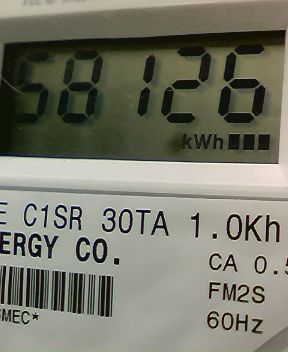 58126
kWh
E C1SR 30TA 1.0Kh
ERGY CO.
CA 0.5
FM2S
MEC*
60Hz